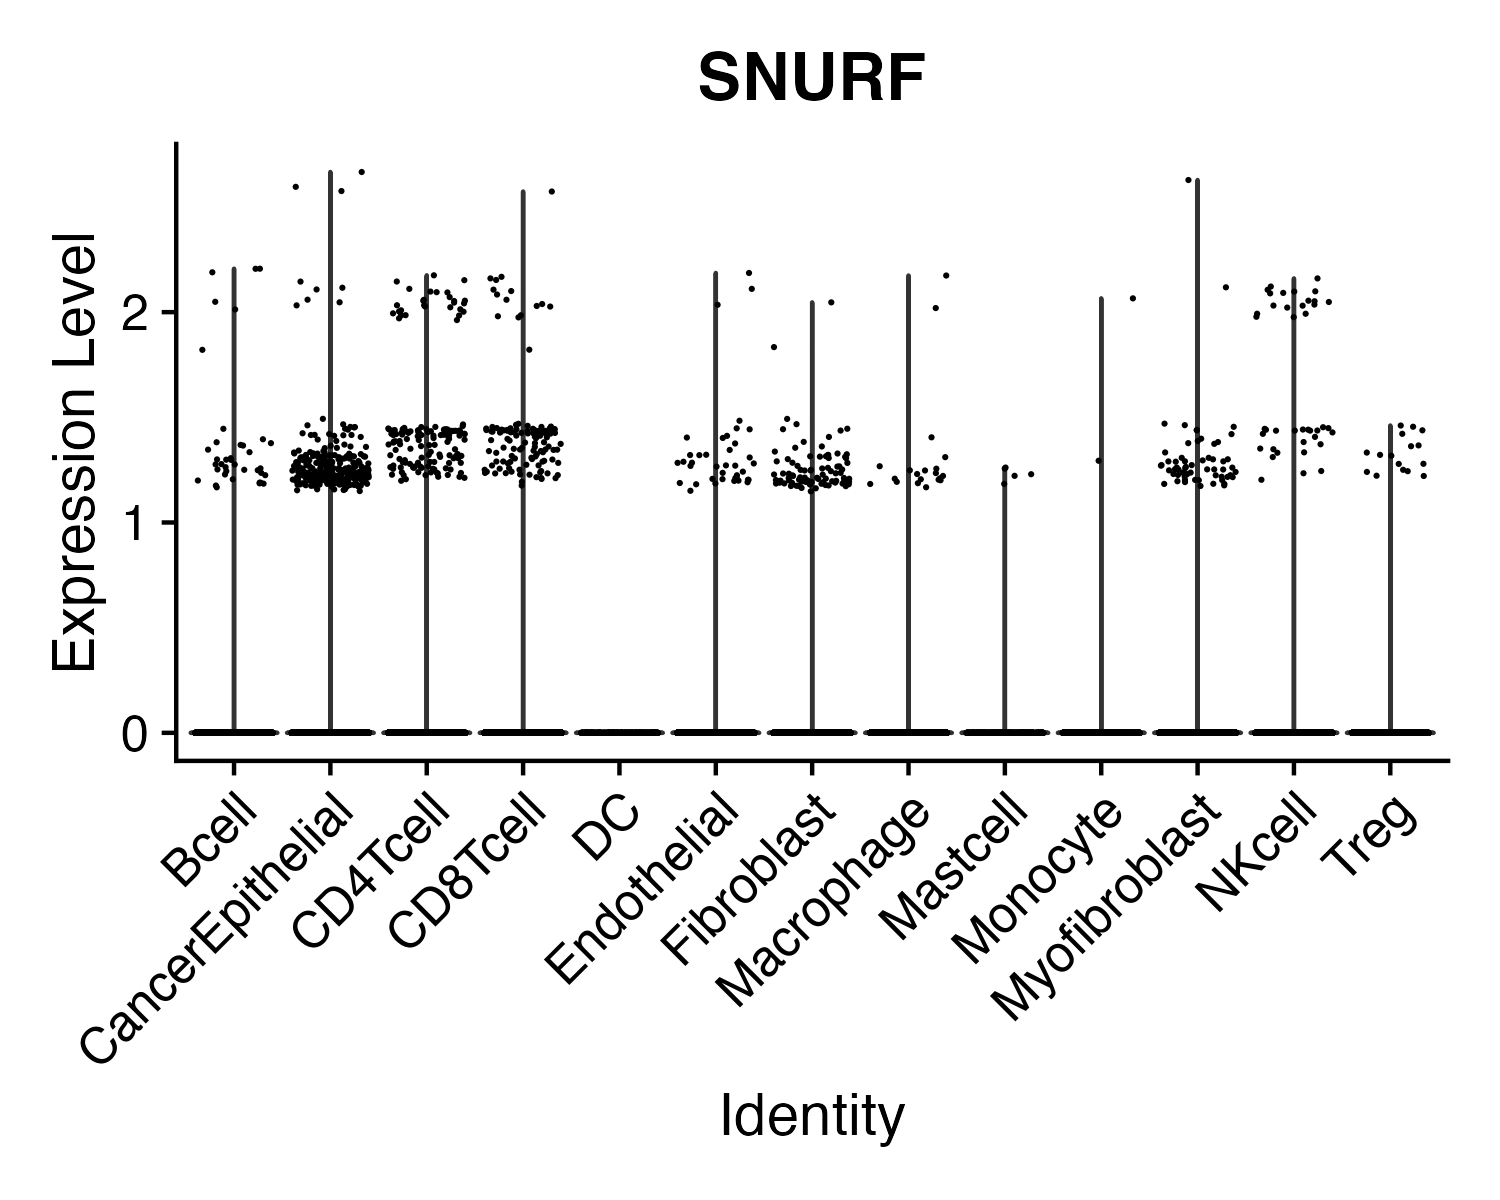 SNURF
Expression Level
2
1
0
Bcell
CancerEpithelial
CD4Tcell
CD8Tcell
DC
Endothelial
Fibroblast
Macrophage
Mastcell
Monocyte
Myofibroblast
NKcell
Treg
Identity